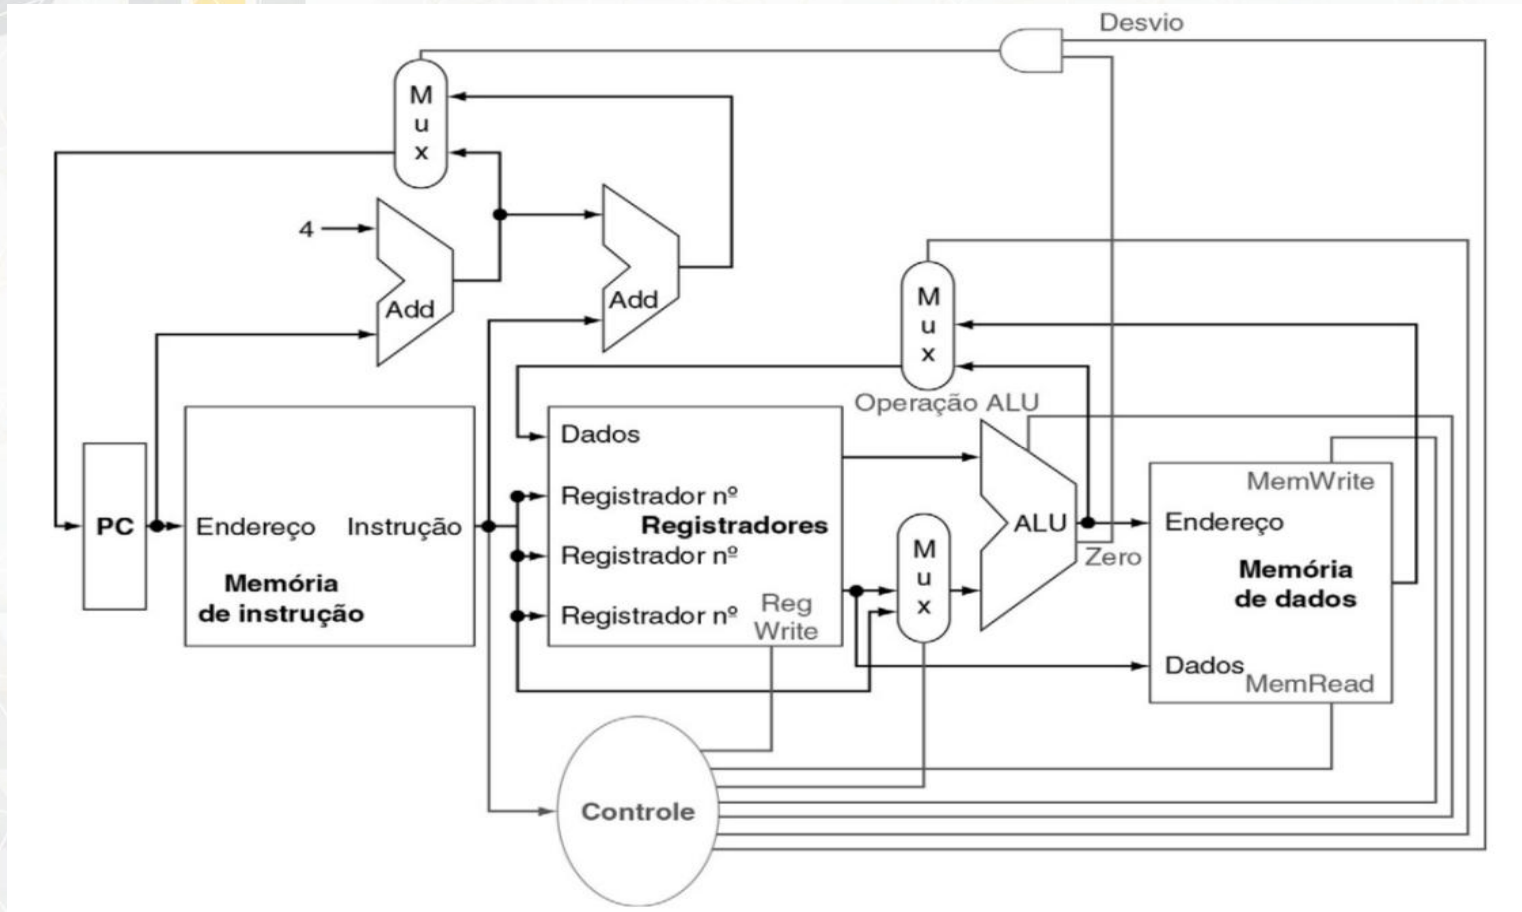 Desvio
M
u
x
4
Add
Add
M
u
x
Operação ALU
Dados
Registrador nº
Registradores
Registrador nº
Registrador nº
Reg
Write
PC
Endereço
Instrução
Memória
de instrução
M
u
x
ALU
Zero
MemWrite
Endereço
Memória
de dados
Dados
MemRead
Controle